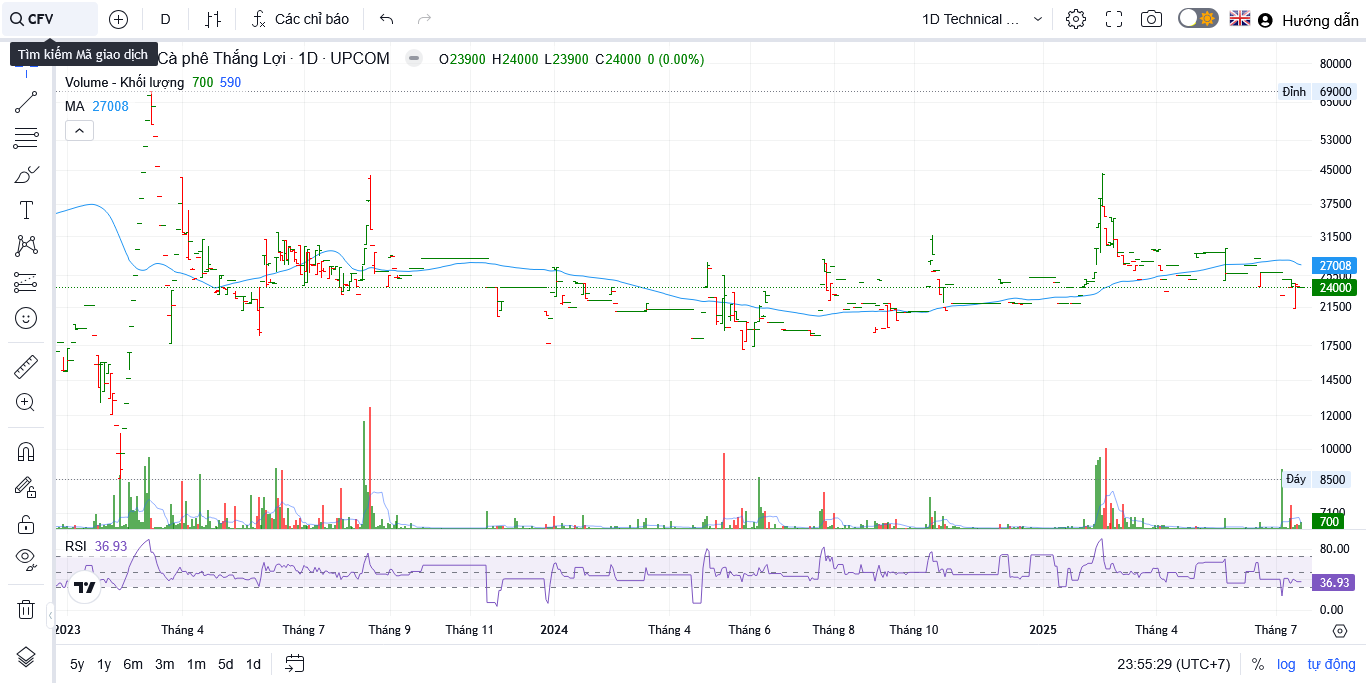 CFV D Các chỉ báo 1D Technical ... Hướng dẫn
Tìm kiếm Mã giao dịch
Cà phê Thắng Lợi · 1D · UPCOM O23900 H24000 L23900 C24000 0 (0.00%)
Volume - Khối lượng 700 590
MA 27008
80000
Đỉnh 69000
65000
53000
45000
37500
31500
27008
25500
24000
21500
17500
14500
12000
10000
Đáy 8500
7100
700
RSI 36.93
80.00
36.93
0.00
2023 Tháng 4 Tháng 7 Tháng 9 Tháng 11 2024 Tháng 4 Tháng 6 Tháng 8 Tháng 10 2025 Tháng 4 Tháng 7
5y 1y 6m 3m 1m 5d 1d 23:55:29 (UTC+7) % log tự động